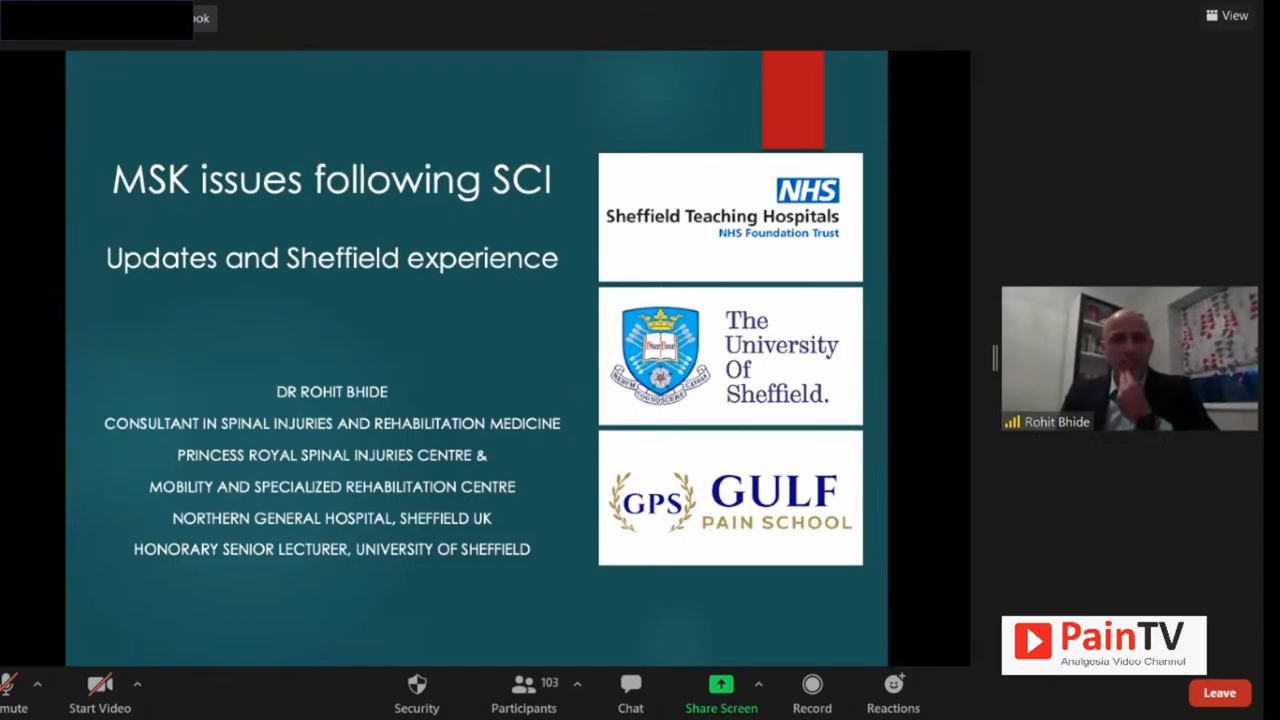 ook
View
MSK issues following SCI
Updates and Sheffield experience
DR ROHIT BHIDE
CONSULTANT IN SPINAL INJURIES AND REHABILITATION MEDICINE
PRINCESS ROYAL SPINAL INJURIES CENTRE &
MOBILITY AND SPECIALIZED REHABILITATION CENTRE
NORTHERN GENERAL HOSPITAL, SHEFFIELD UK
HONORARY SENIOR LECTURER, UNIVERSITY OF SHEFFIELD
NHS
Sheffield Teaching Hospitals
NHS Foundation Trust
The
University
Of
Sheffield.
GPS
GULF
PAIN SCHOOL
Rohit Bhide
PainTV
Analgesia Video Channel
mute
Start Video
Security
103
Participants
Chat
Share Screen
Record
Reactions
Leave